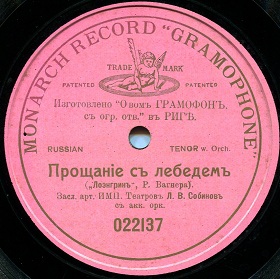 MONARCH RECORD "GRAMOPHONE"
TRADE MARK
PATENTED PATENTED
Изготовлено "О-вомъ ГРАМОФОНЪ,
съ огр. отв." въ РИГѢ.
RUSSIAN TENOR w. Orch.
Прощаніе съ лебедемъ
("Лоэнгринъ", Р. Вагнера).
Засл. арт. ИМП. Театровъ Л. В. Собиновъ
съ акк. орк.
022137